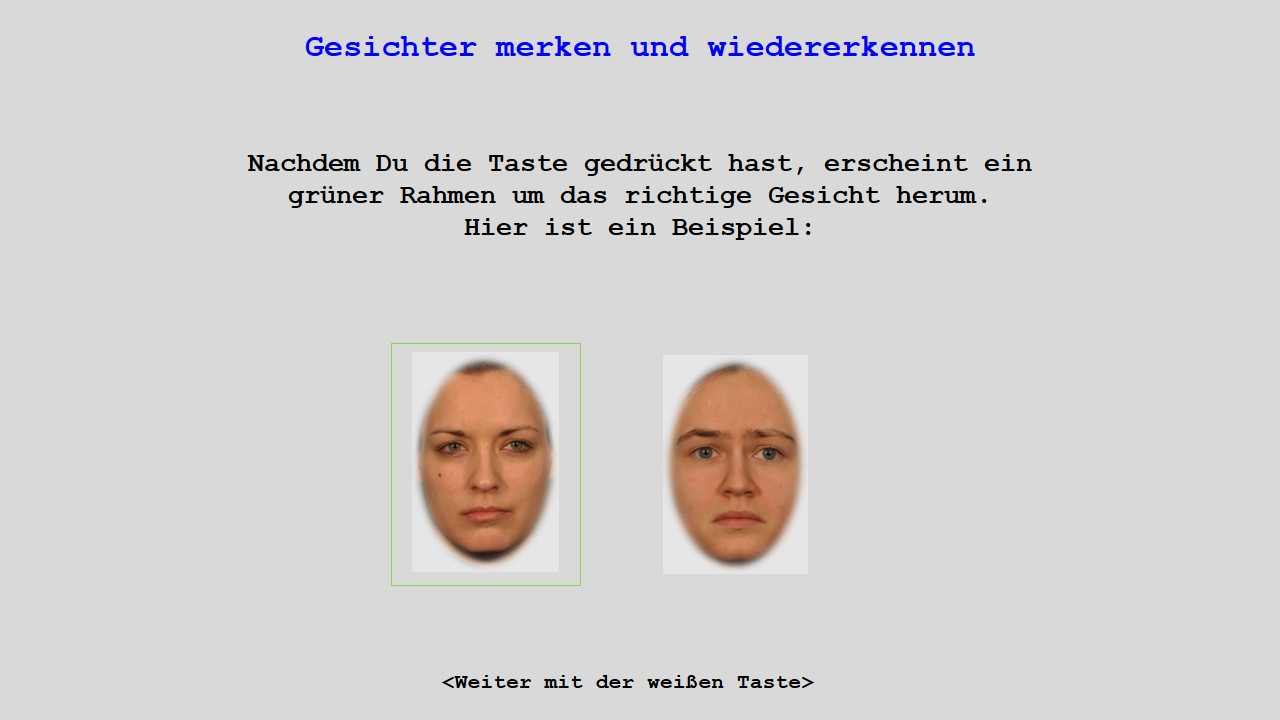 Gesichter merken und wiedererkennen
Nachdem Du die Taste gedrückt hast, erscheint ein
grüner Rahmen um das richtige Gesicht herum.
Hier ist ein Beispiel:
<Weiter mit der weißen Taste>